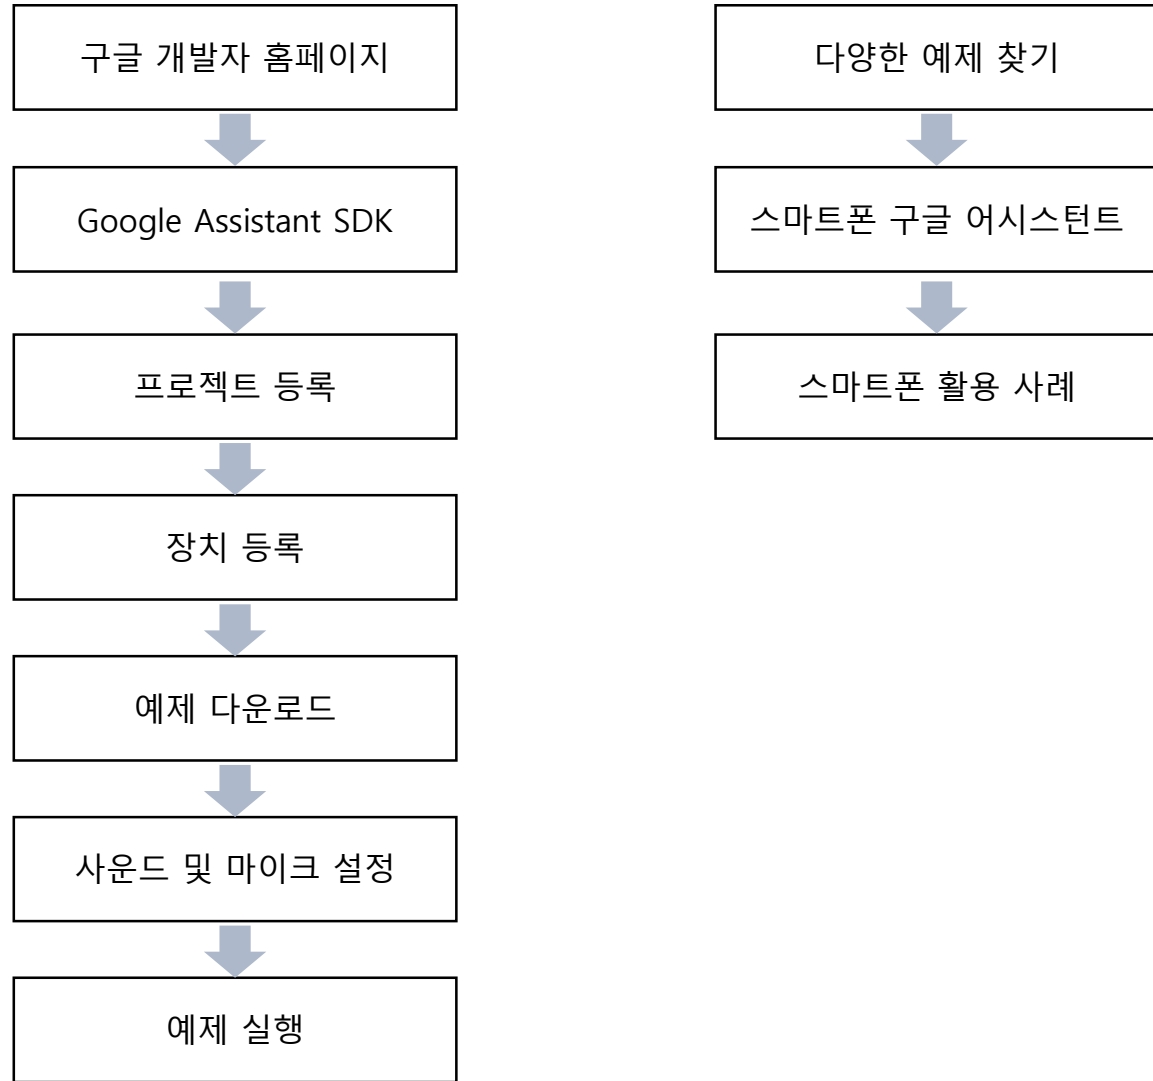 구글 개발자 홈페이지
Google Assistant SDK
프로젝트 등록
장치 등록
예제 다운로드
사운드 및 마이크 설정
예제 실행
다양한 예제 찾기
스마트폰 구글 어시스턴트
스마트폰 활용 사례